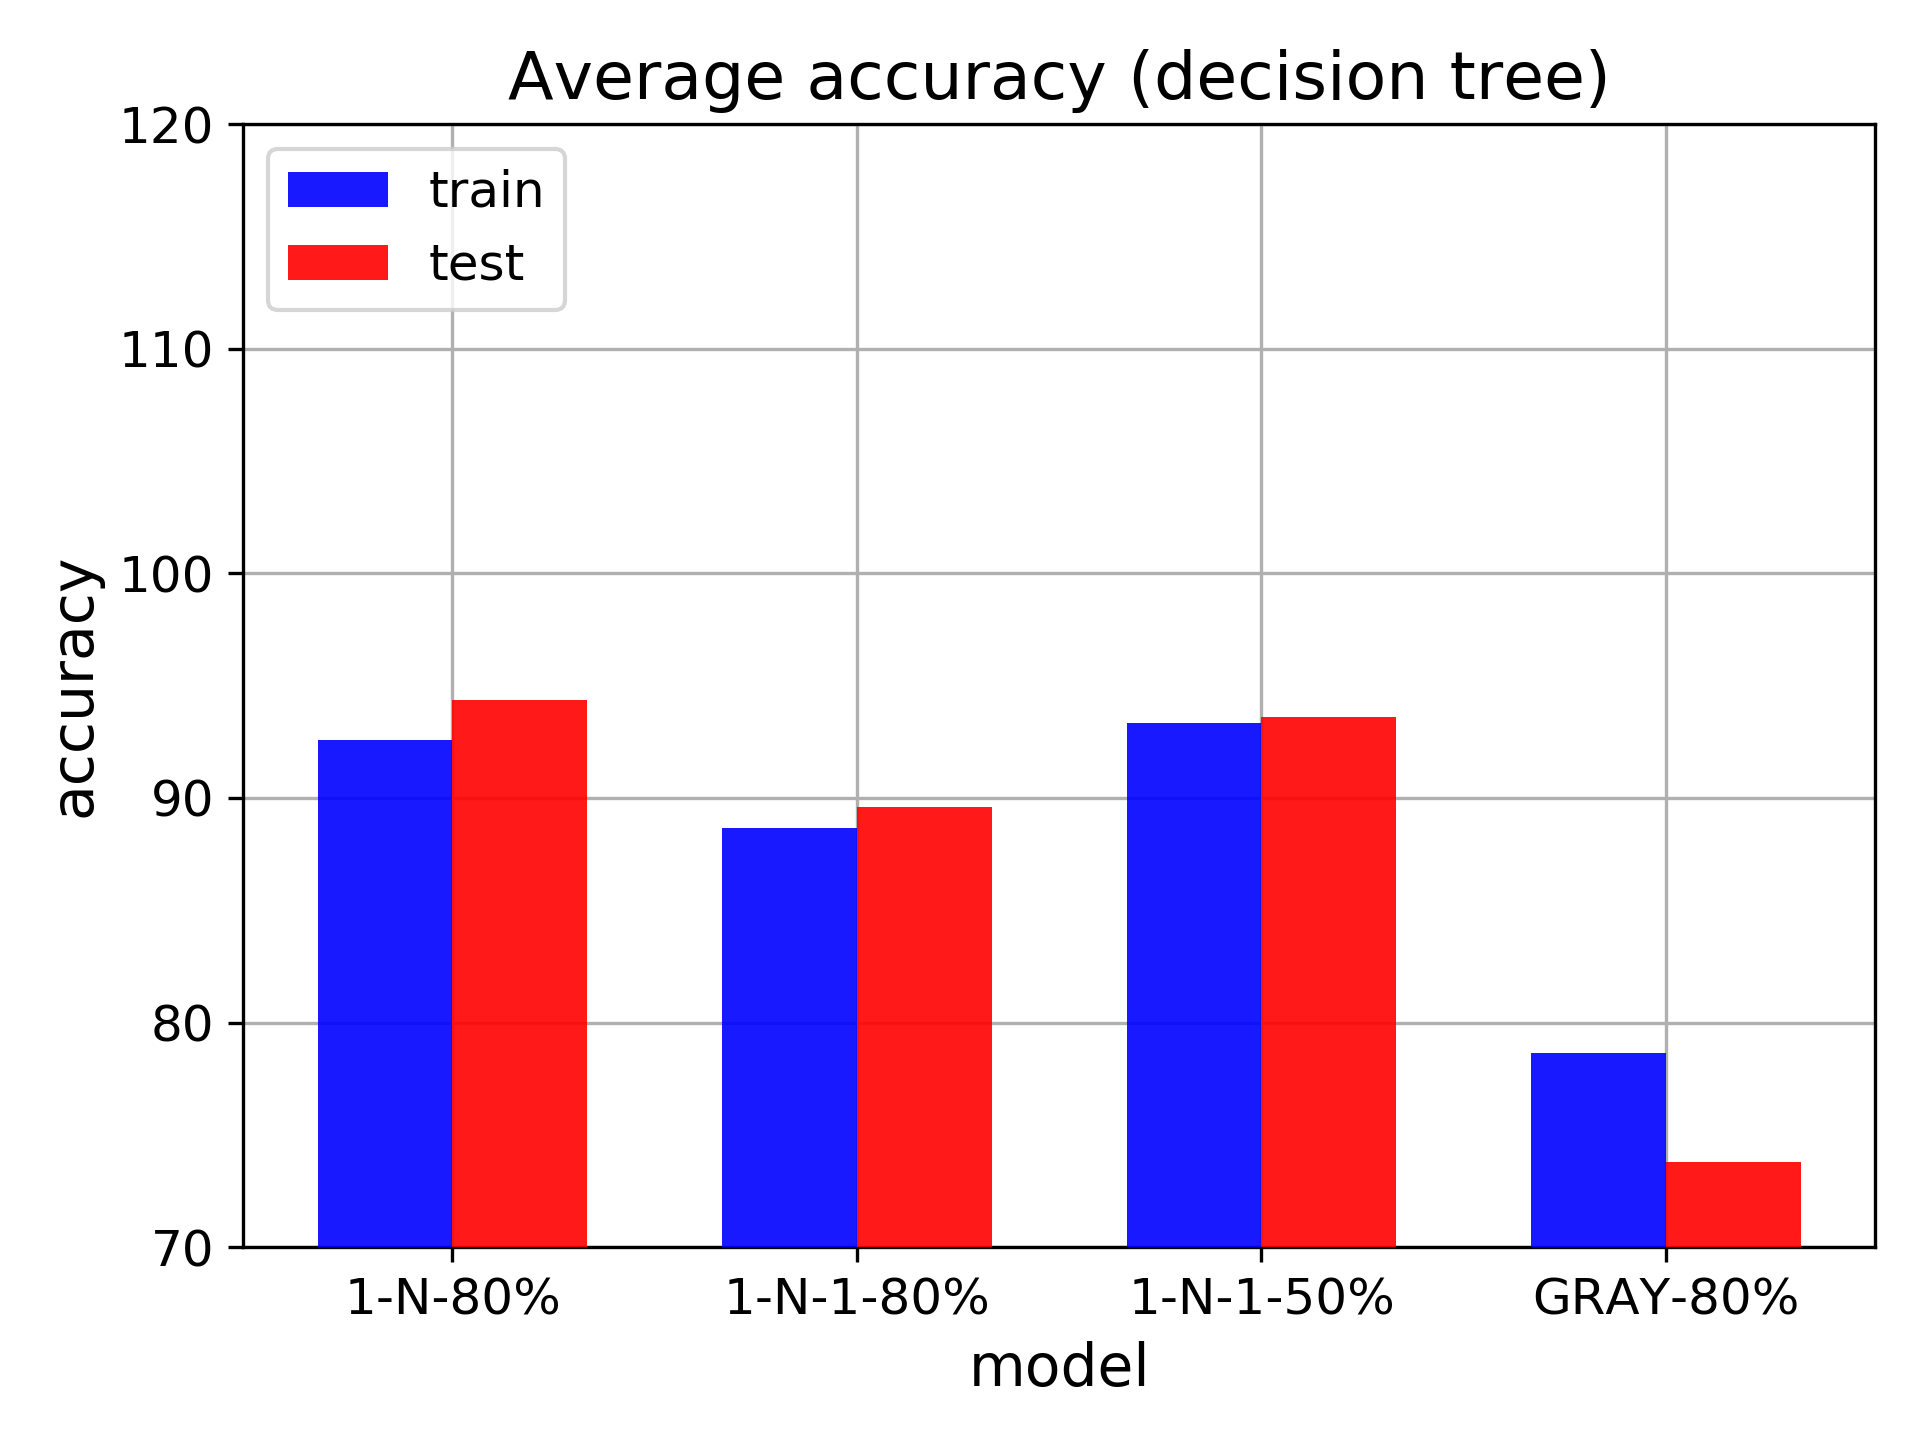 Average accuracy (decision tree)
120
110
100
90
80
70
accuracy
train
test
1-N-80%
1-N-1-80%
1-N-1-50%
GRAY-80%
model